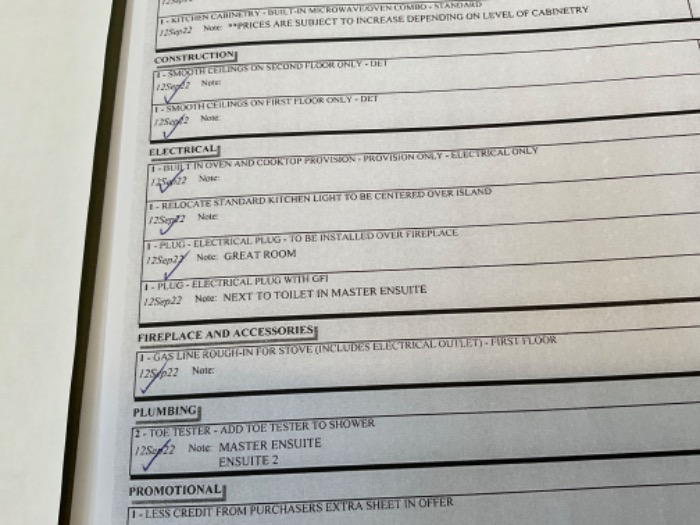 1 - KITCHEN CABINETRY - BUILT-IN MICROWAVE/OVEN COMBO - STANDARD
12Sep22 Note: **PRICES ARE SUBJECT TO INCREASE DEPENDING ON LEVEL OF CABINETRY
CONSTRUCTION
1 - SMOOTH CEILINGS ON SECOND FLOOR ONLY - DET
12Sep22 Note:
1 - SMOOTH CEILINGS ON FIRST FLOOR ONLY - DET
12Sep22 Note:
ELECTRICAL
1 - BUILT IN OVEN AND COOKTOP PROVISION - PROVISION ONLY - ELECTRICAL ONLY
12Sep22 Note:
1 - RELOCATE STANDARD KITCHEN LIGHT TO BE CENTERED OVER ISLAND
12Sep22 Note:
1 - PLUG - ELECTRICAL PLUG - TO BE INSTALLED OVER FIREPLACE
12Sep22 Note: GREAT ROOM
1 - PLUG - ELECTRICAL PLUG WITH GFI
12Sep22 Note: NEXT TO TOILET IN MASTER ENSUITE
FIREPLACE AND ACCESSORIES
1 - GAS LINE ROUGH-IN FOR STOVE (INCLUDES ELECTRICAL OUTLET) - FIRST FLOOR
12Sep22 Note:
PLUMBING
2 - TOE TESTER - ADD TOE TESTER TO SHOWER
12Sep22 Note: MASTER ENSUITE
ENSUITE 2
PROMOTIONAL
1 - LESS CREDIT FROM PURCHASERS EXTRA SHEET IN OFFER